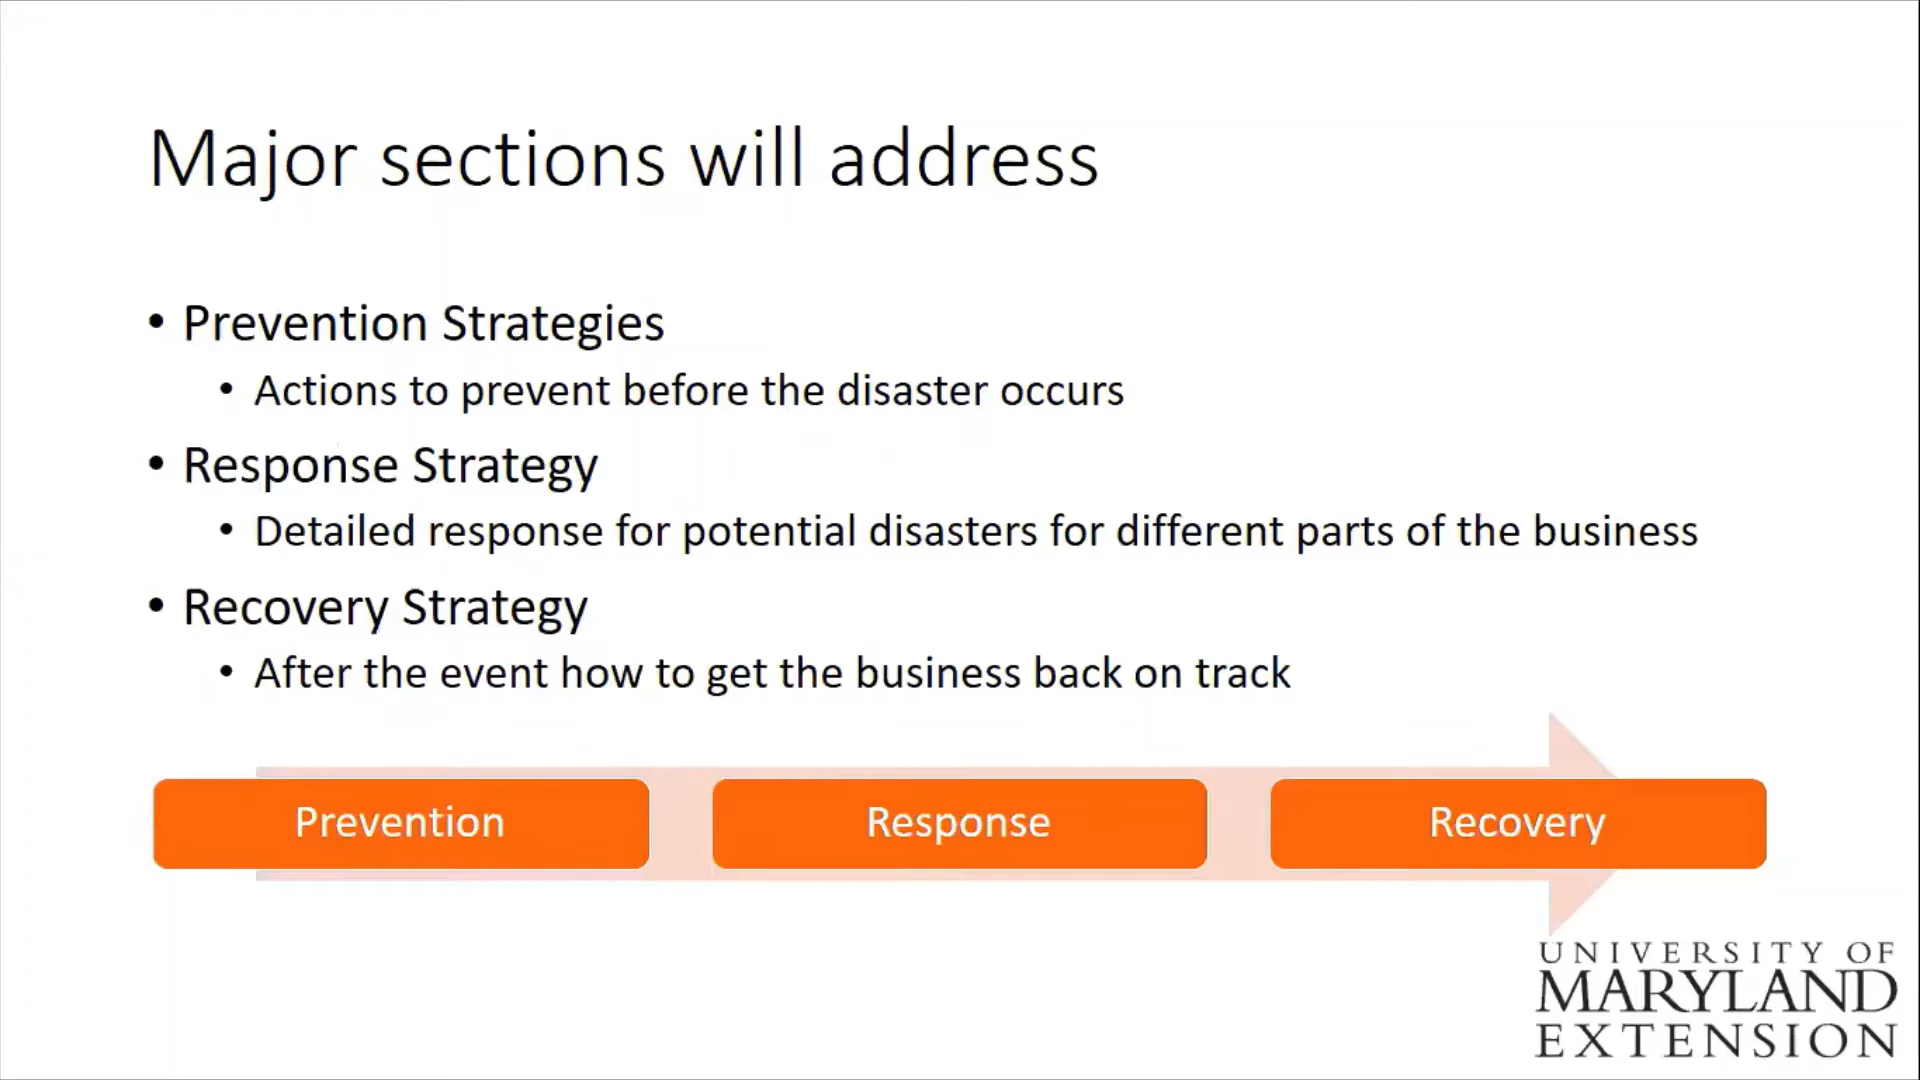 Major sections will address
• Prevention Strategies
• Actions to prevent before the disaster occurs
• Response Strategy
• Detailed response for potential disasters for different parts of the business
• Recovery Strategy
• After the event how to get the business back on track
Prevention
Response
Recovery
UNIVERSITY OF
MARYLAND
EXTENSION